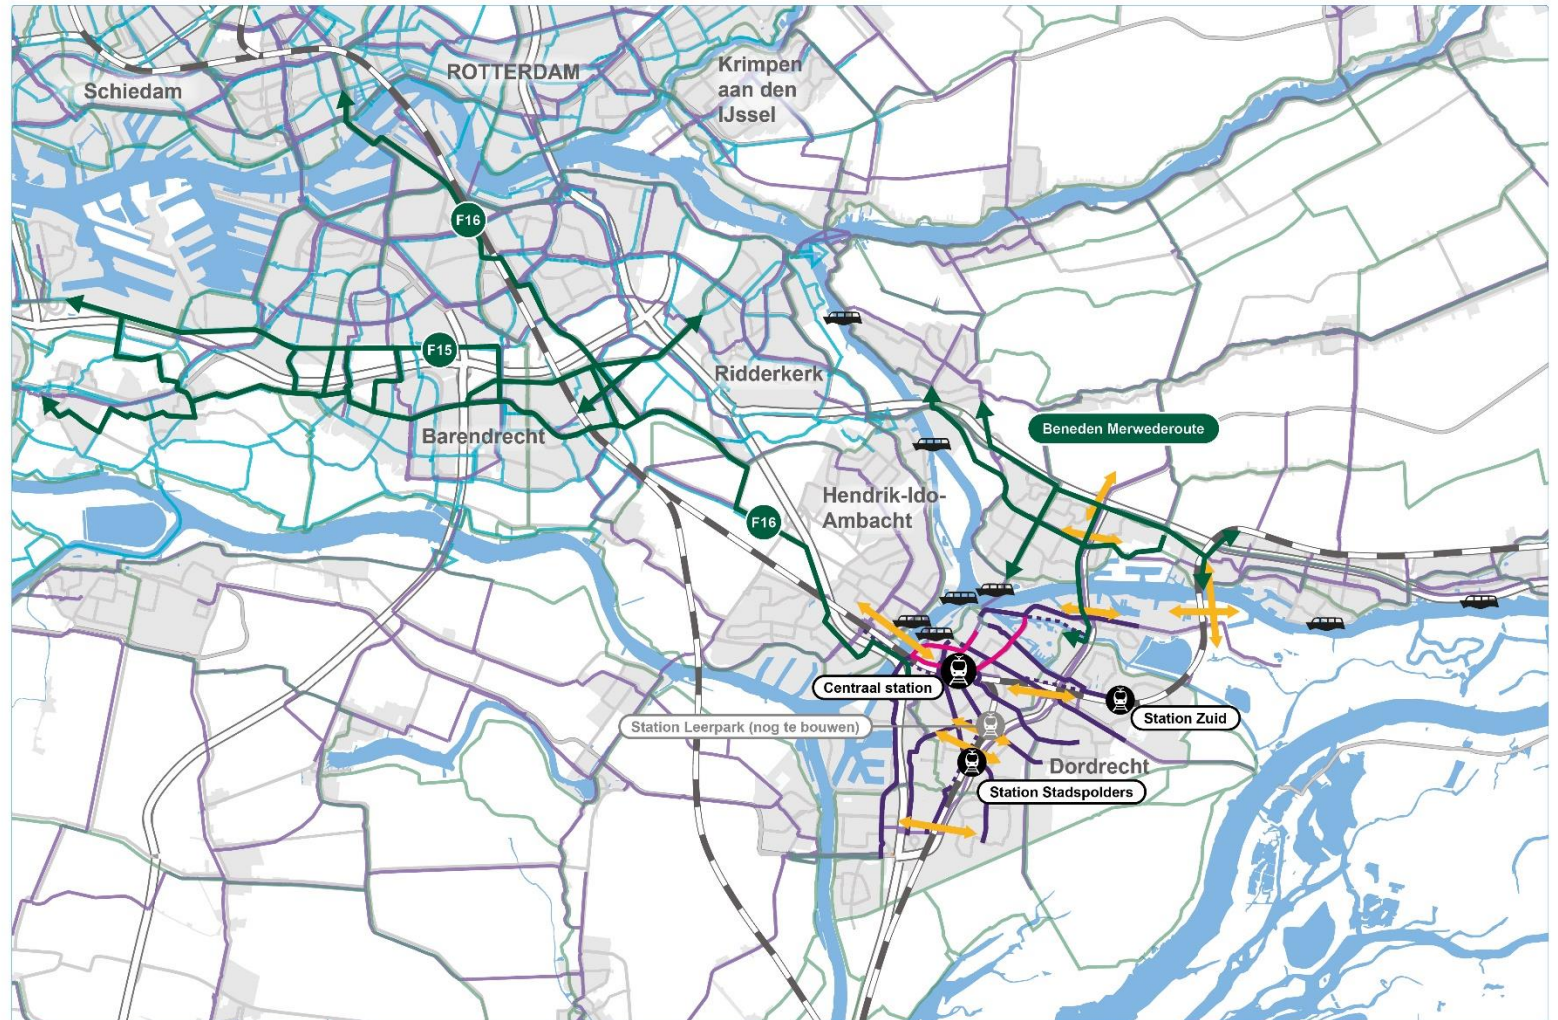 ROTTERDAM
Krimpen
aan den
IJssel
Schiedam
F16
F15
Ridderkerk
Barendrecht
Beneden Merwederoute
Hendrik-Ido-
Ambacht
F16
Centraal station
Station Zuid
Station Leerpark (nog te bouwen)
Dordrecht
Station Stadspolders